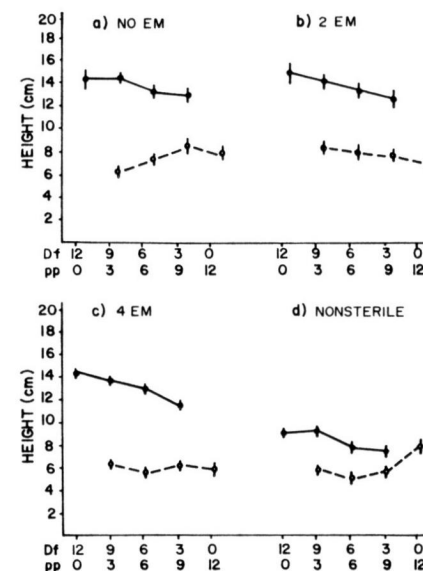 a) NO EM b) 2 EM
HEIGHT (cm)
20
18
16
14
12
10
8
6
4
2
Df 12 9 6 3 0 12 9 6 3 0
pp 0 3 6 9 12 0 3 6 9 12
c) 4 EM d) NONSTERILE
HEIGHT (cm)
20
18
16
14
12
10
8
6
4
2
Df 12 9 6 3 0 12 9 6 3 0
pp 0 3 6 9 12 0 3 6 9 12